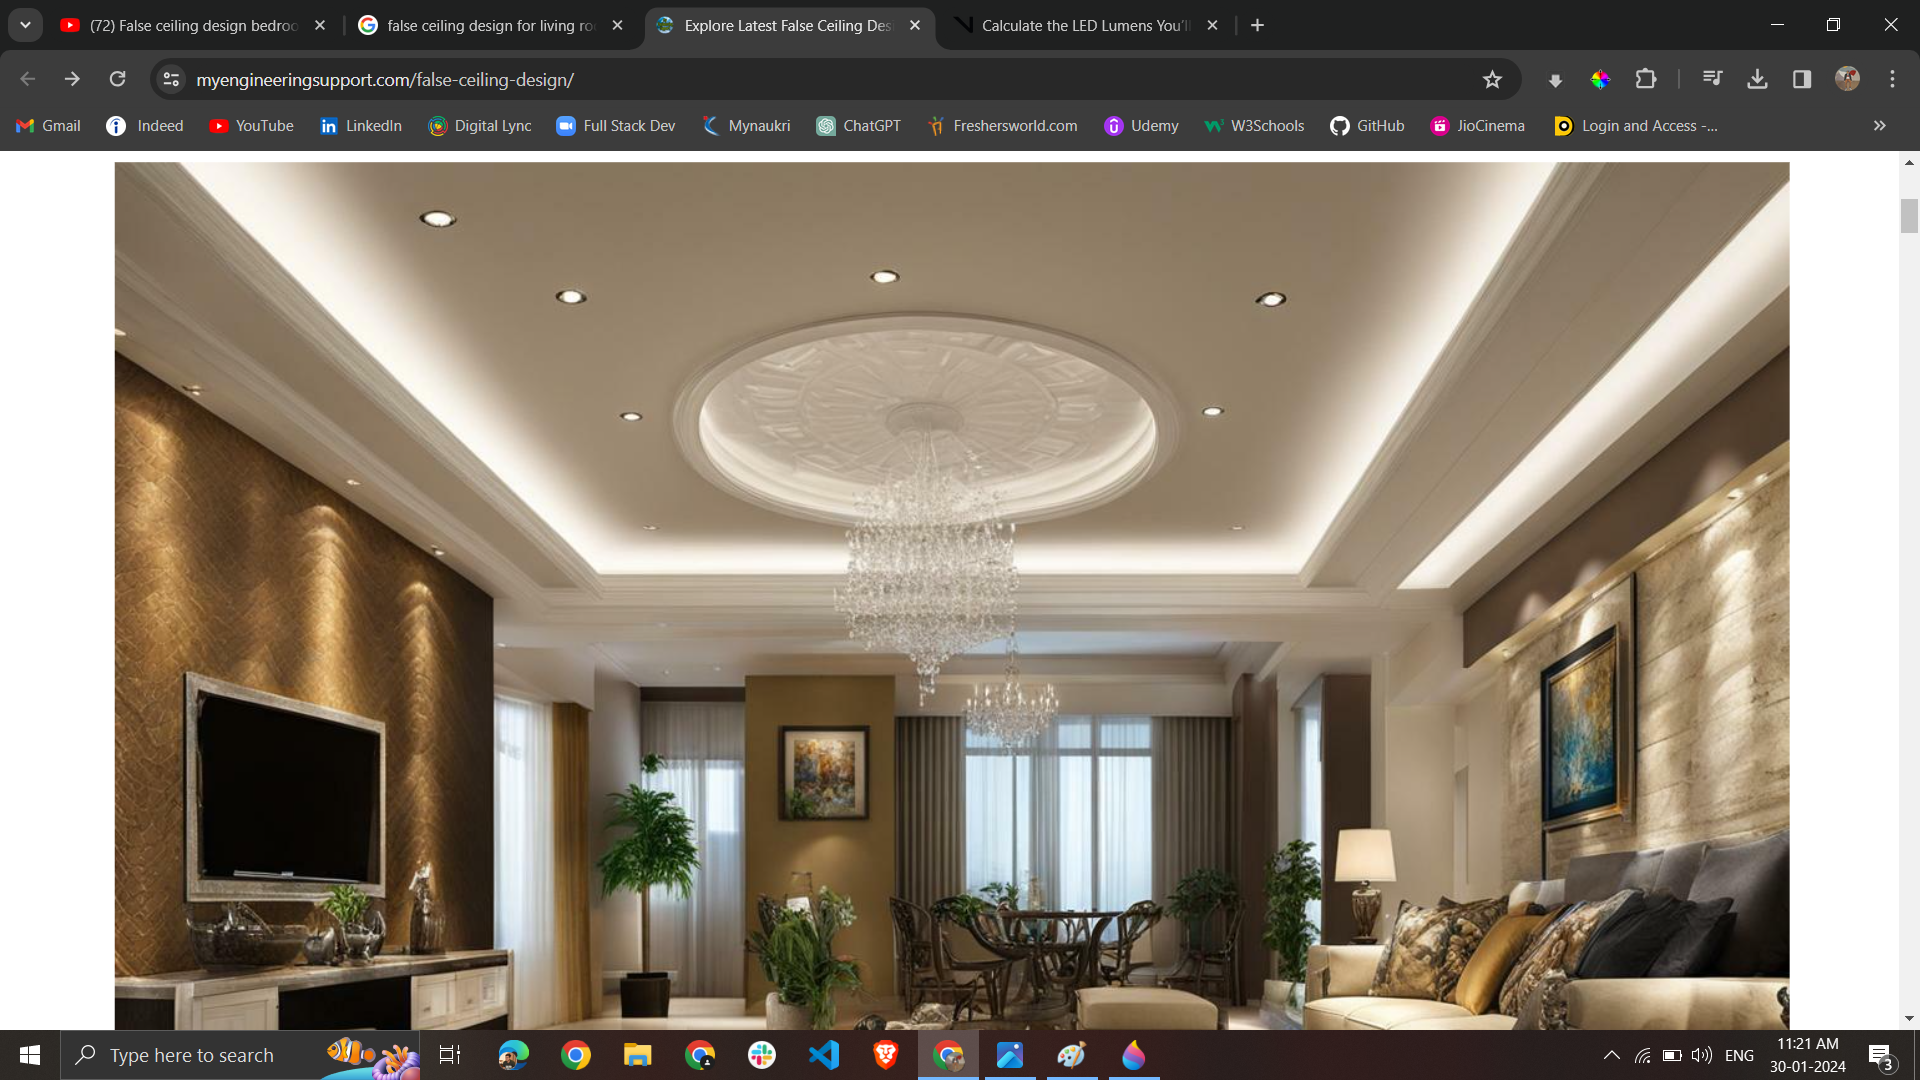 (72) False ceiling design bedroo
false ceiling design for living ro
Explore Latest False Ceiling Des
Calculate the LED Lumens You'l
myengineeringsupport.com/false-ceiling-design/
Gmail
Indeed
YouTube
LinkedIn
Digital Lync
Full Stack Dev
Mynaukri
ChatGPT
Freshersworld.com
Udemy
W3Schools
GitHub
JioCinema
Login and Access -...
Type here to search
ENG
11:21 AM
30-01-2024
3